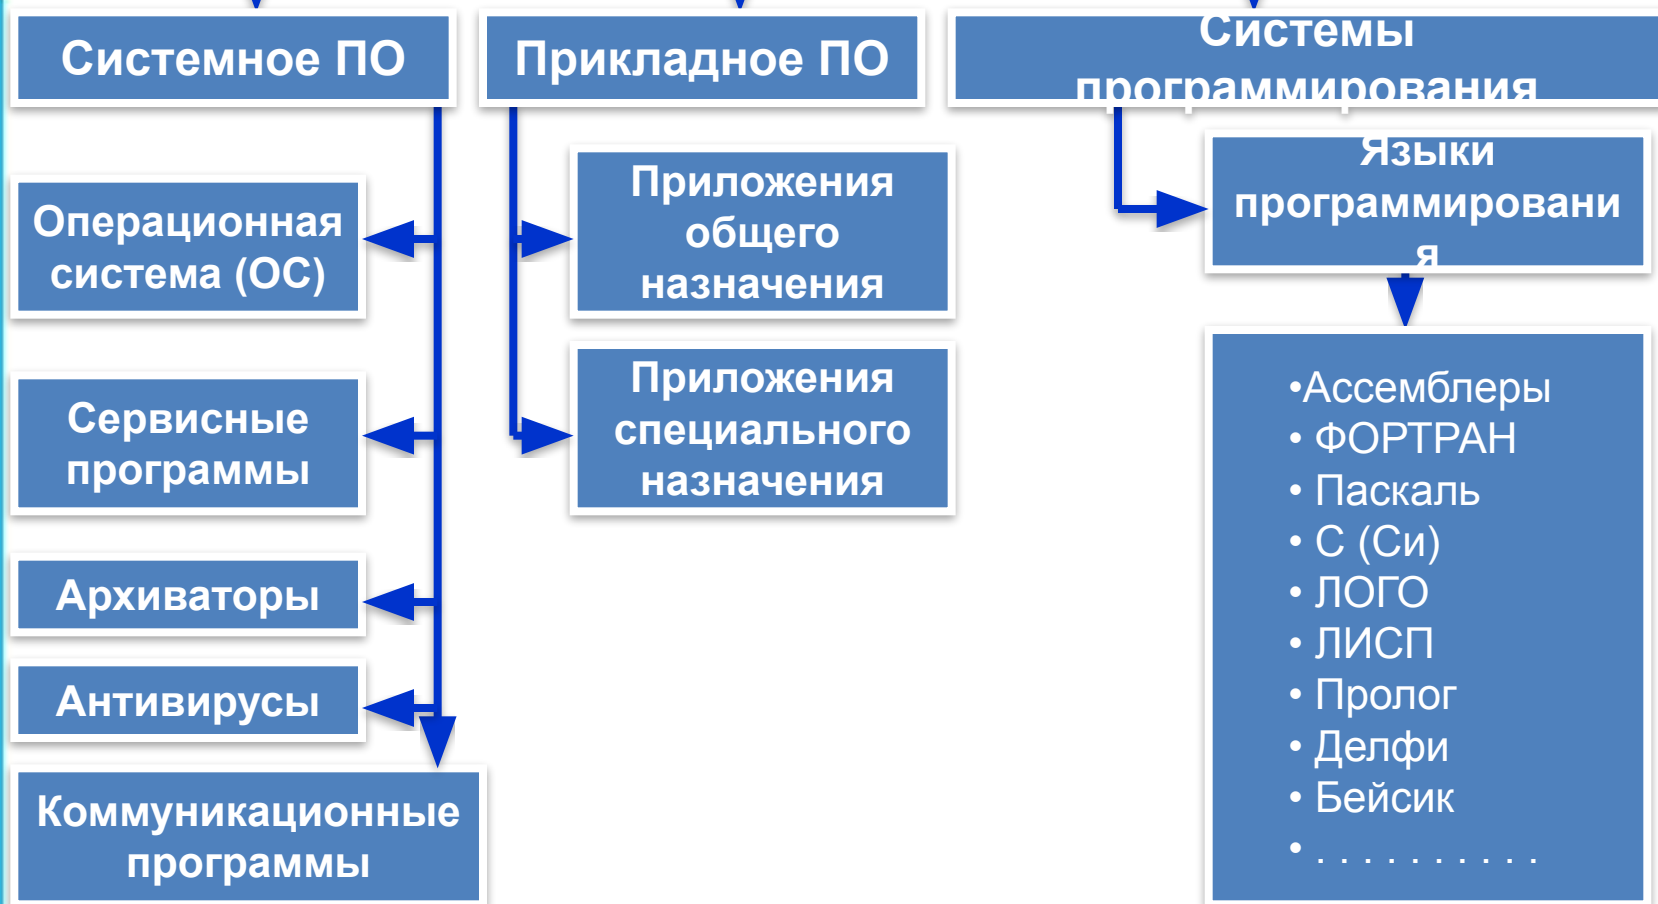 Системное ПО
Прикладное ПО
Системы
программирования
Операционная
система (ОС)
Сервисные
программы
Архиваторы
Антивирусы
Коммуникационные
программы
Приложения
общего
назначения
Приложения
специального
назначения
Языки
программировани
я
•Ассемблеры
• ФОРТРАН
• Паскаль
• С (Си)
• ЛОГО
• ЛИСП
• Пролог
• Делфи
• Бейсик
• . . . . . . . . . .